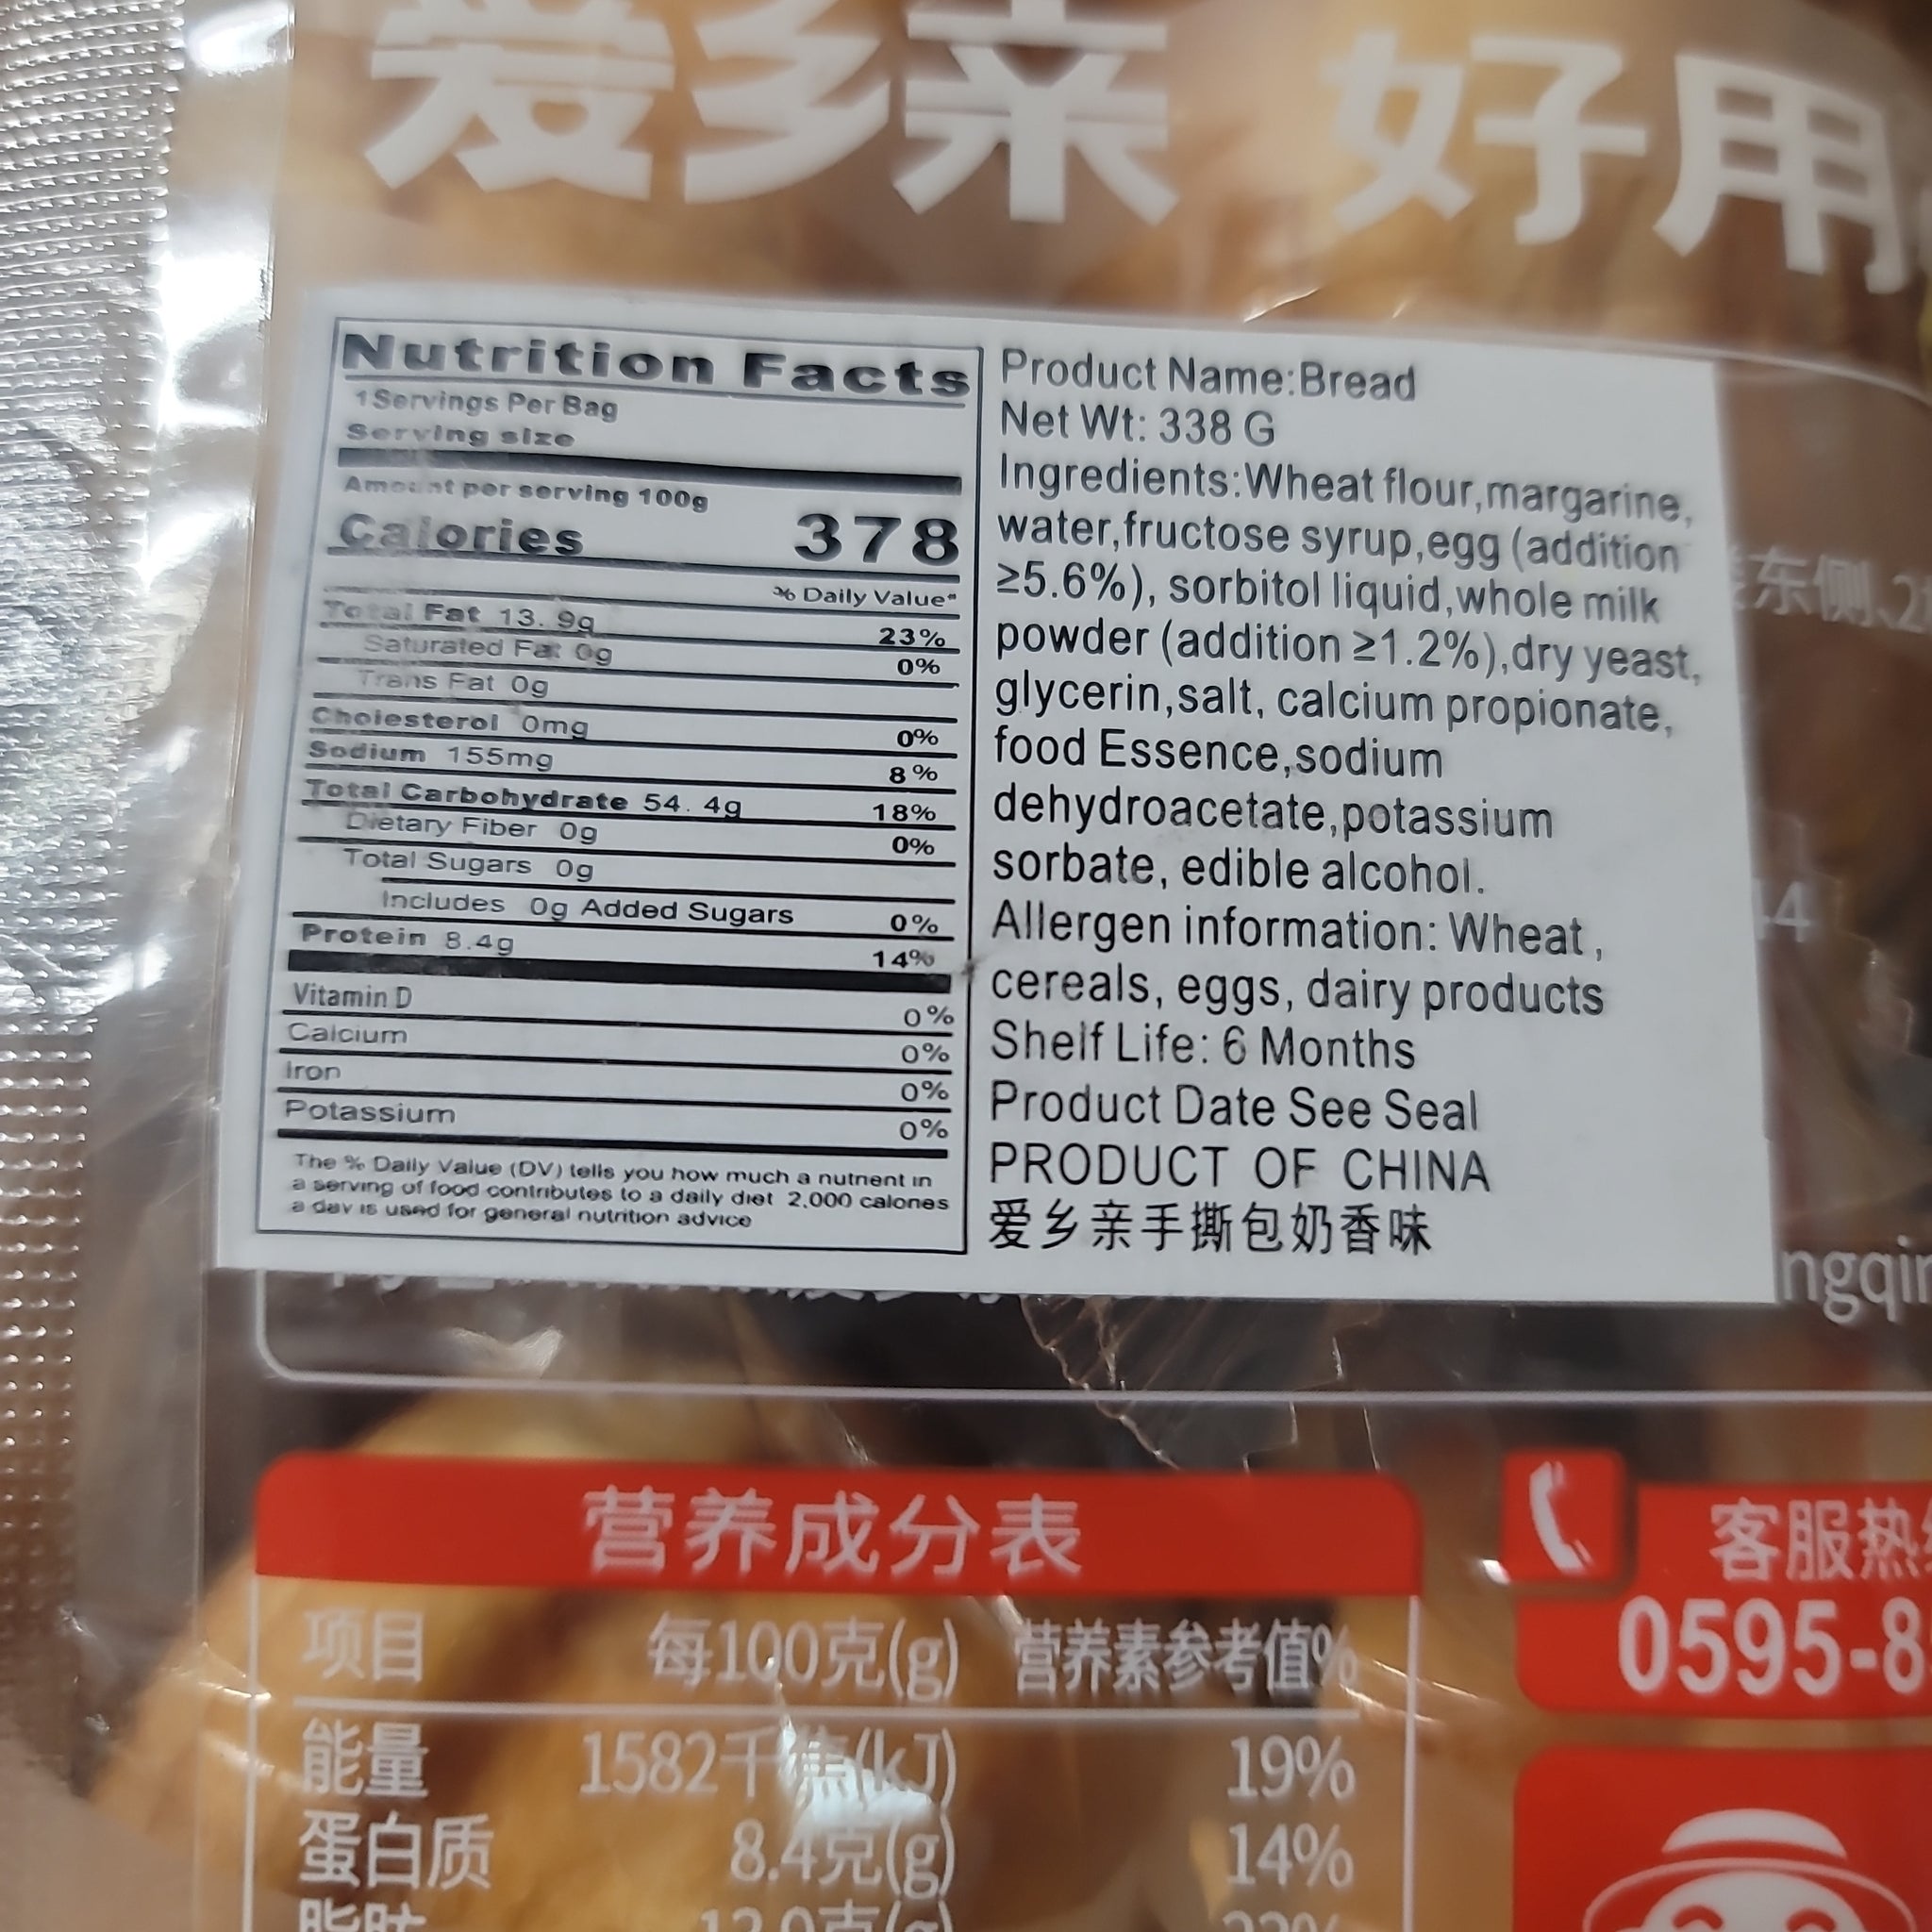 爱乡亲 好用
Nutrition Facts
1Servings Per Bag
Serving size
Amount per serving 100g
Calories 378
% Daily Value*
Total Fat 13. 9g 23%
Saturated Fat 0g 0%
Trans Fat 0g
Cholesterol 0mg 0%
Sodium 155mg 8%
Total Carbohydrate 54. 4g 18%
Dietary Fiber 0g 0%
Total Sugars 0g
Includes 0g Added Sugars 0%
Protein 8.4g 14%
Vitamin D 0%
Calcium 0%
Iron 0%
Potassium 0%
The % Daily Value (DV) tells you how much a nutrient in
a serving of food contributes to a daily diet 2,000 calories
a day is used for general nutrition advice
Product Name:Bread
Net Wt: 338 G
Ingredients:Wheat flour,margarine,
water,fructose syrup,egg (addition
≥5.6%), sorbitol liquid,whole milk
powder (addition ≥1.2%),dry yeast,
glycerin,salt, calcium propionate,
food Essence,sodium
dehydroacetate,potassium
sorbate, edible alcohol.
Allergen information: Wheat ,
cereals, eggs, dairy products
Shelf Life: 6 Months
Product Date See Seal
PRODUCT OF CHINA
爱乡亲手撕包奶香味
东侧、2
4
ngqin
营养成分表
项目 每100克(g) 营养素参考值%
能量 1582千焦(kJ) 19%
蛋白质 8.4克(g) 14%
客服热
0595-8